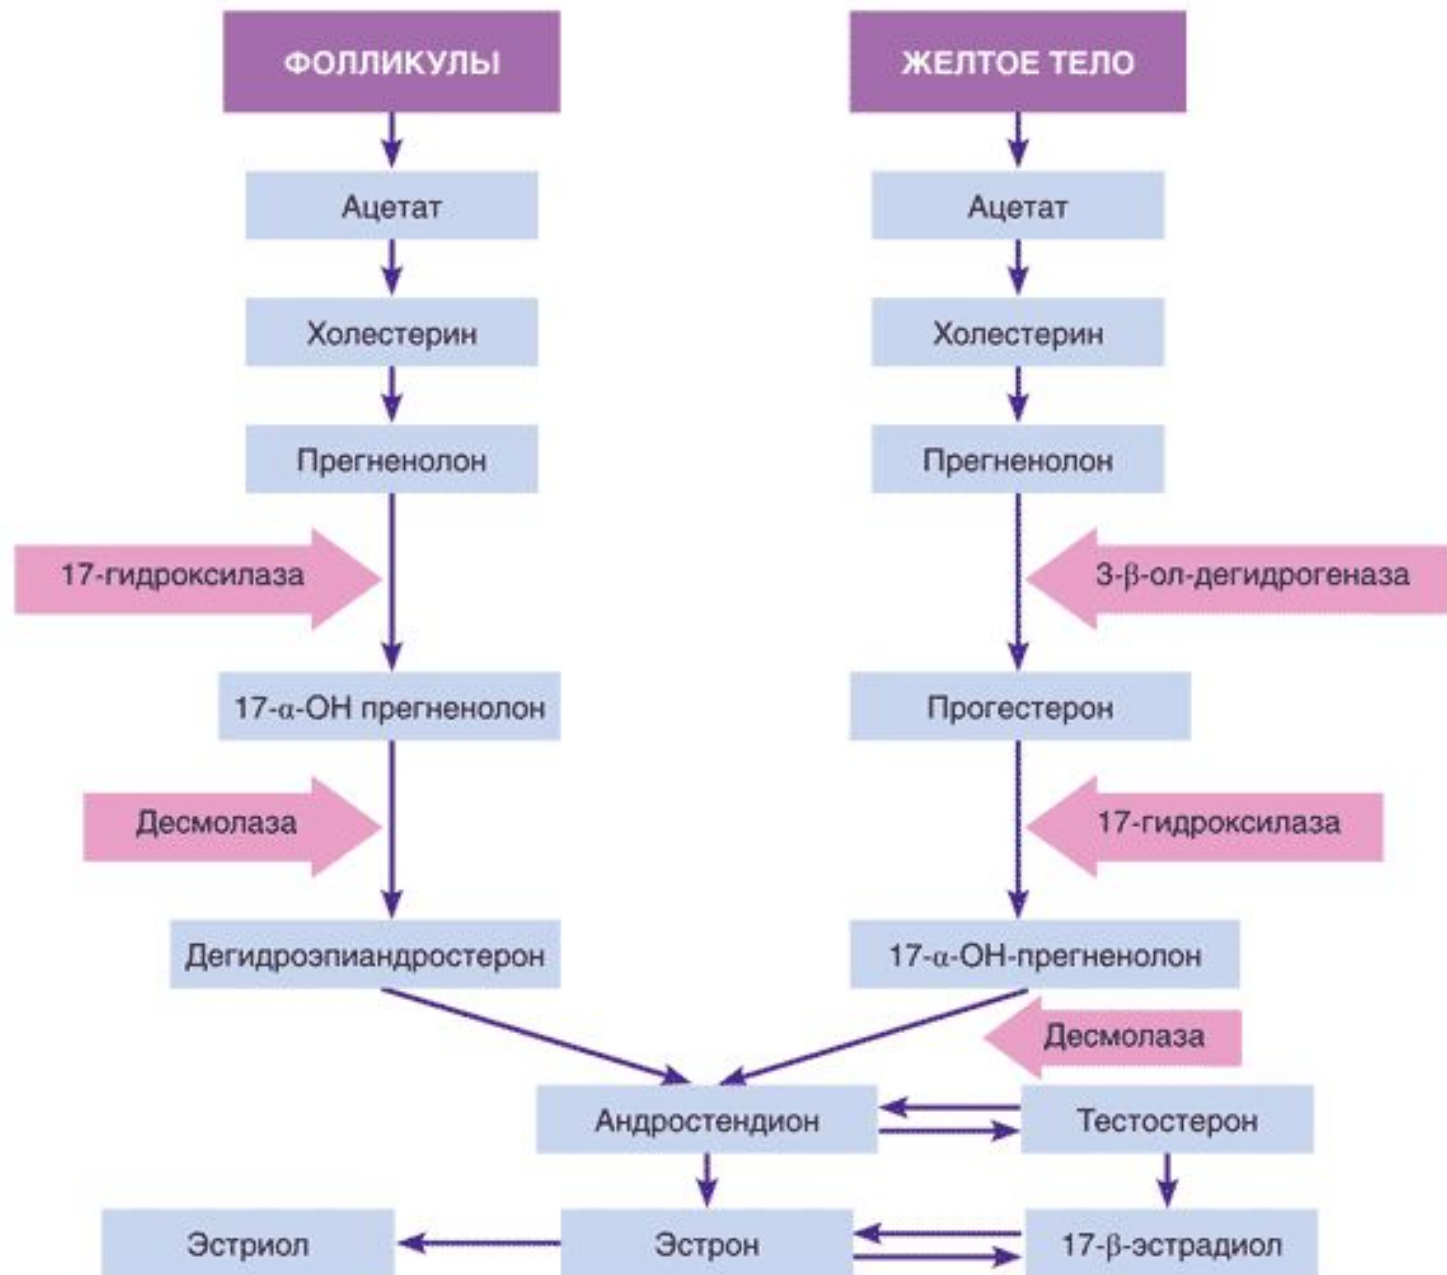 ФОЛЛИКУЛЫ
ЖЕЛТОЕ ТЕЛО
Ацетат
Ацетат
Холестерин
Холестерин
Прегненолон
Прегненолон
17-гидроксилаза
3-β-ол-дегидрогеназа
17-α-ОН прегненолон
Прогестерон
Десмолаза
17-гидроксилаза
Дегидроэпиандростерон
17-α-ОН-прегненолон
Десмолаза
Андростендион
Тестостерон
Эстриол
Эстрон
17-β-эстрадиол